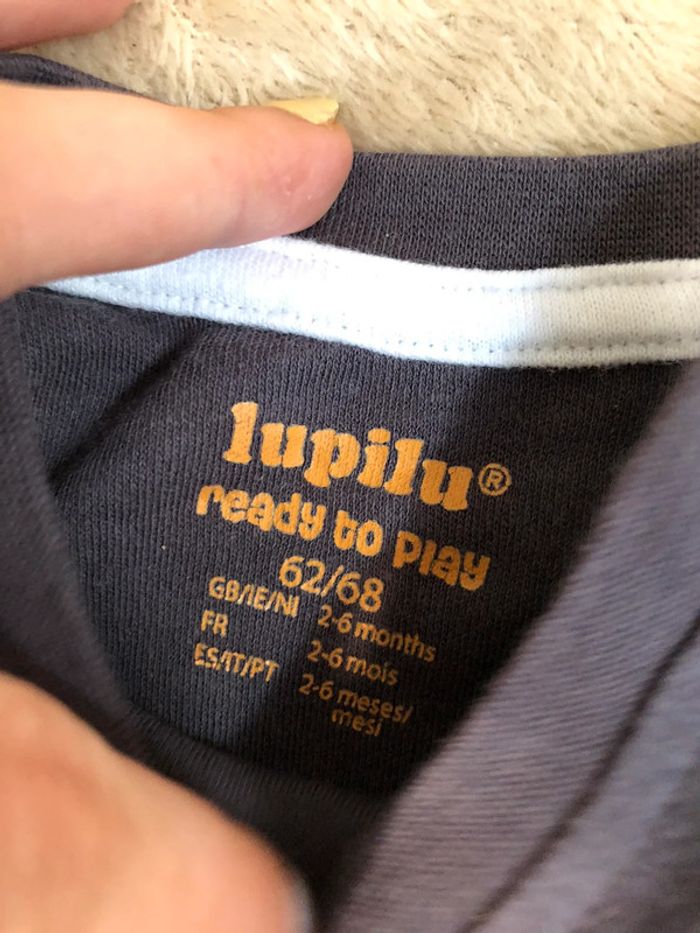 lupilu®
ready to play
62/68
GB/IE/NI 2-6 months
FR 2-6 mois
ES/IT/PT 2-6 meses/
mesi